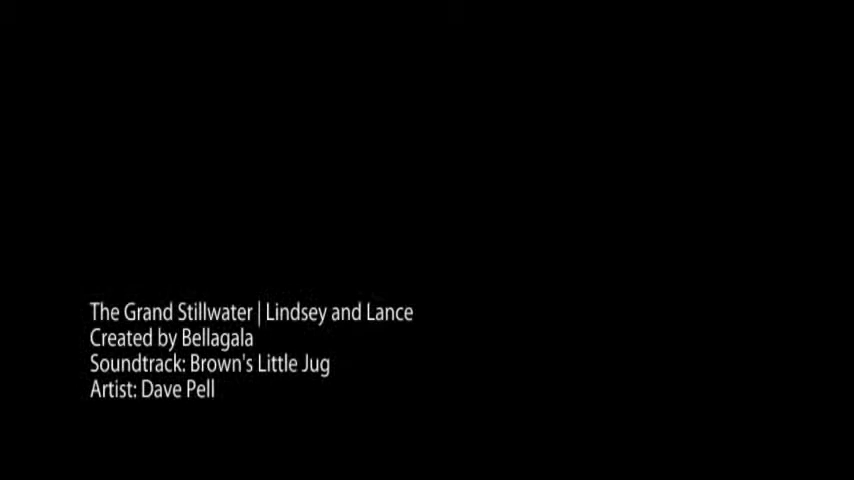 The Grand Stillwater | Lindsey and Lance
Created by Bellagala
Soundtrack: Brown's Little Jug
Artist: Dave Pell